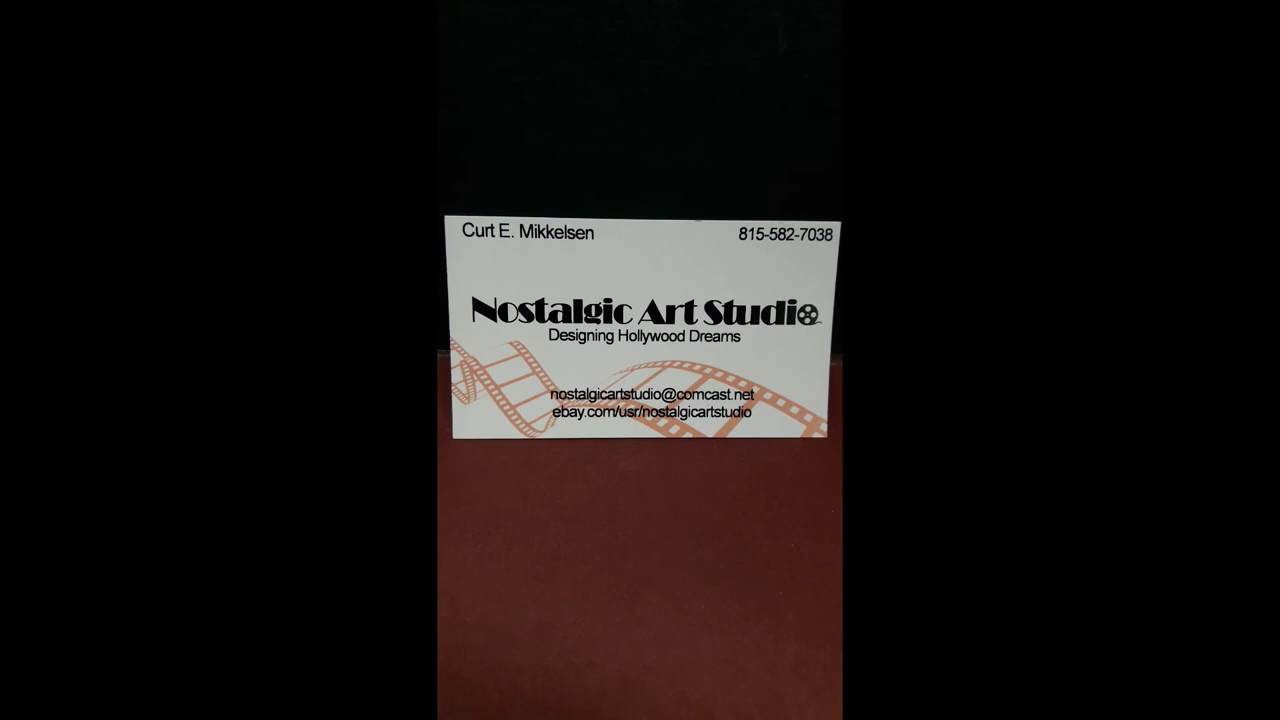 Curt E. Mikkelsen 815-582-7038
Nostalgic Art Studio
Designing Hollywood Dreams
nostalgicartstudio@comcast.net
ebay.com/usr/nostalgicartstudio